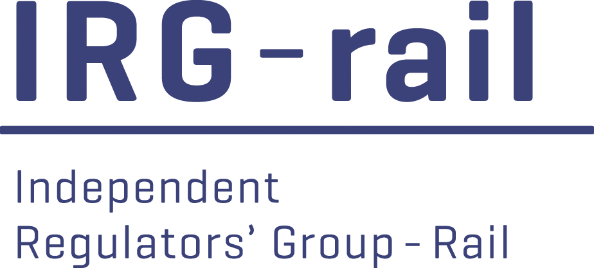 IRG–rail
Independent
Regulators’ Group – Rail